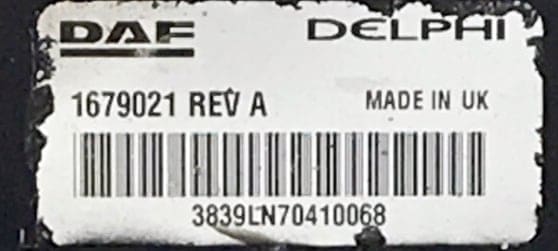 DAF DELPHI
1679021 REV A MADE IN UK
3839LN70410068